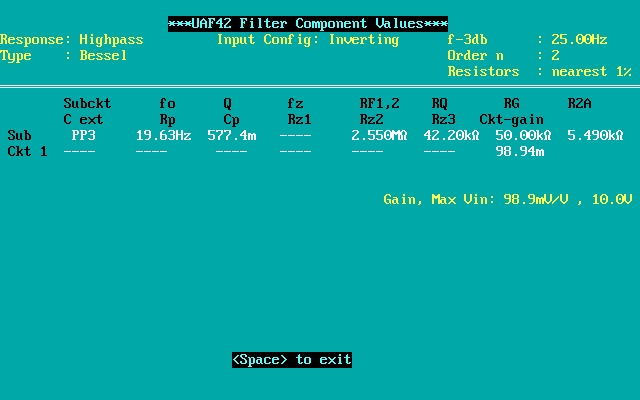 ***UAF42 Filter Component Values***
Response: Highpass Input Config: Inverting f-3db : 25.00Hz
Type : Bessel Order n : 2
Resistors : nearest 1%
Subckt fo Q fz RF1,2 RQ RG R2A
C ext Rp Cp Rz1 Rz2 Rz3 Ckt-gain
Sub PP3 19.63Hz 577.4m ---- 2.550MΩ 42.20kΩ 50.00kΩ 5.490kΩ
Ckt 1 ---- ---- ---- ---- ---- ---- 98.94m
Gain, Max Vin: 98.9mV/V , 10.0V
<Space> to exit